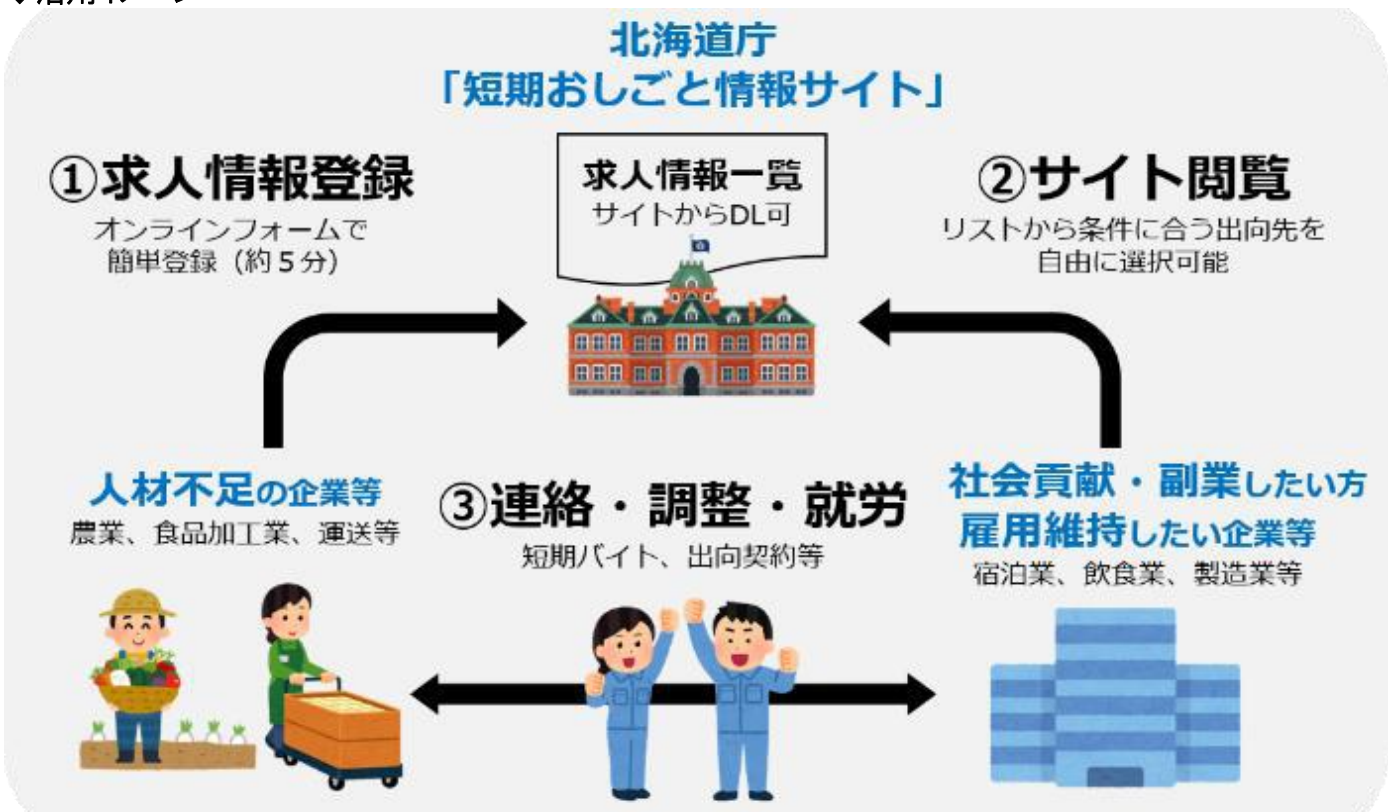 北海道庁
「短期おしごと情報サイト」
①求人情報登録
オンラインフォームで
簡単登録（約５分）
求人情報一覧
サイトからDL可
②サイト閲覧
リストから条件に合う出向先を
自由に選択可能
人材不足の企業等
農業、食品加工業、運送等
③連絡・調整・就労
短期バイト、出向契約等
社会貢献・副業したい方
雇用維持したい企業等
宿泊業、飲食業、製造業等